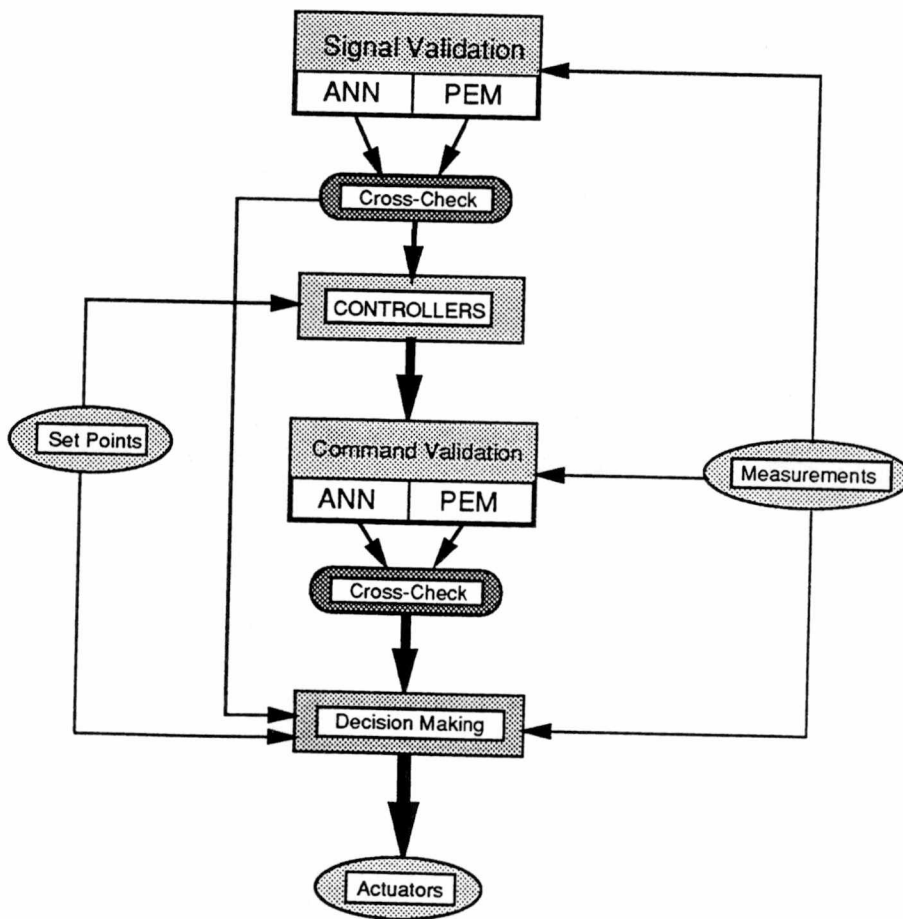 Signal Validation
ANN PEM
Cross-Check
CONTROLLERS
Set Points
Command Validation
Measurements
ANN PEM
Cross-Check
Decision Making
Actuators